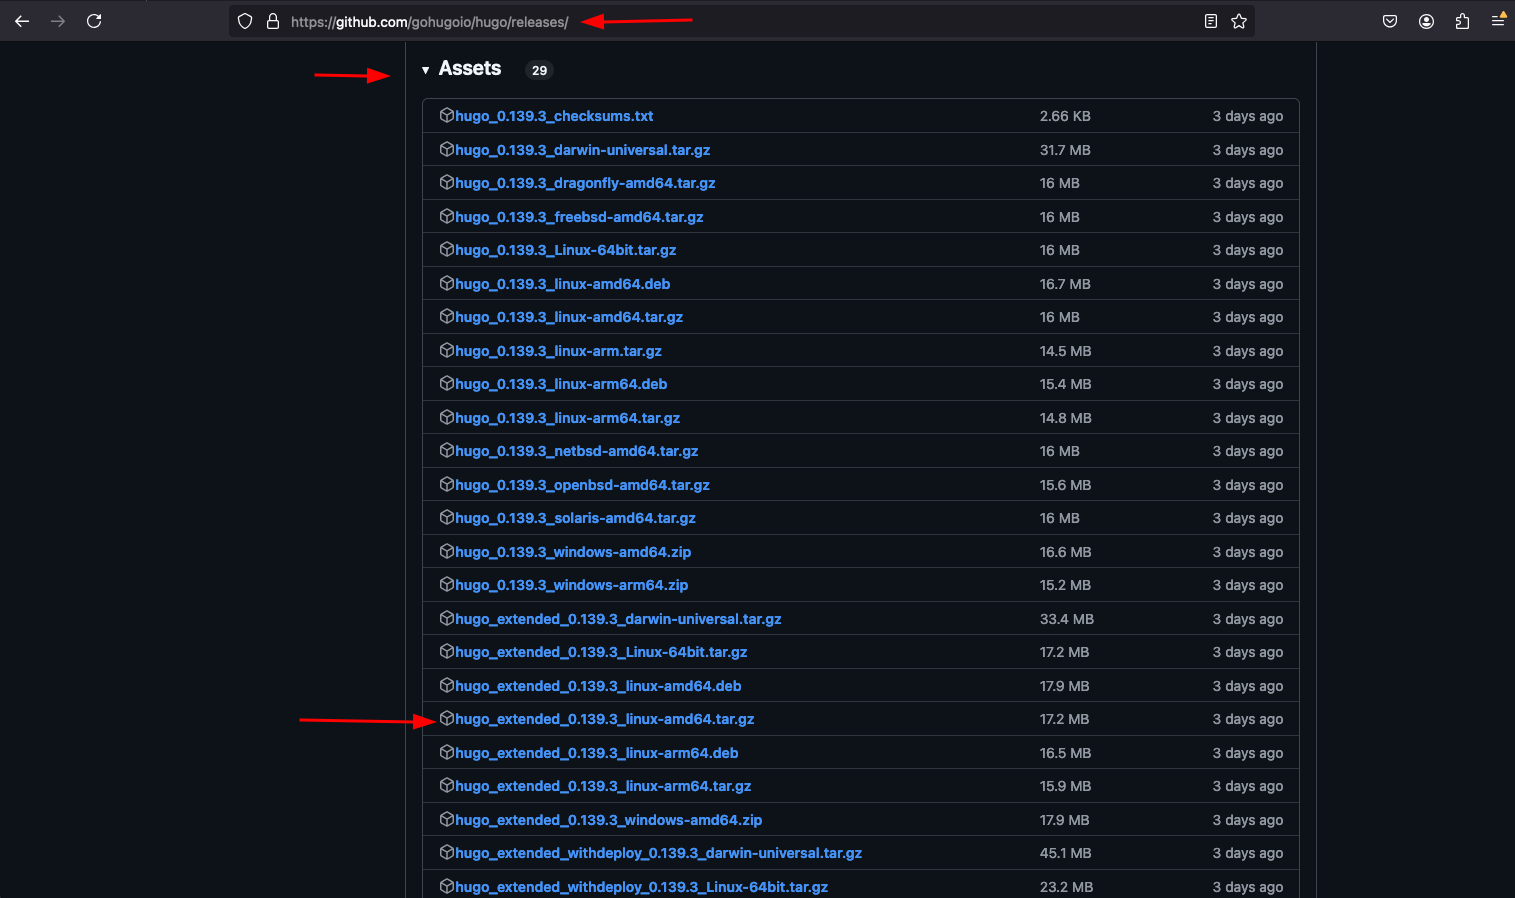 https://github.com/gohugoio/hugo/releases/
Assets 29
hugo_0.139.3_checksums.txt 2.66 KB 3 days ago
hugo_0.139.3_darwin-universal.tar.gz 31.7 MB 3 days ago
hugo_0.139.3_dragonfly-amd64.tar.gz 16 MB 3 days ago
hugo_0.139.3_freebsd-amd64.tar.gz 16 MB 3 days ago
hugo_0.139.3_Linux-64bit.tar.gz 16 MB 3 days ago
hugo_0.139.3_linux-amd64.deb 16.7 MB 3 days ago
hugo_0.139.3_linux-amd64.tar.gz 16 MB 3 days ago
hugo_0.139.3_linux-arm.tar.gz 14.5 MB 3 days ago
hugo_0.139.3_linux-arm64.deb 15.4 MB 3 days ago
hugo_0.139.3_linux-arm64.tar.gz 14.8 MB 3 days ago
hugo_0.139.3_netbsd-amd64.tar.gz 16 MB 3 days ago
hugo_0.139.3_openbsd-amd64.tar.gz 15.6 MB 3 days ago
hugo_0.139.3_solaris-amd64.tar.gz 16 MB 3 days ago
hugo_0.139.3_windows-amd64.zip 16.6 MB 3 days ago
hugo_0.139.3_windows-arm64.zip 15.2 MB 3 days ago
hugo_extended_0.139.3_darwin-universal.tar.gz 33.4 MB 3 days ago
hugo_extended_0.139.3_Linux-64bit.tar.gz 17.2 MB 3 days ago
hugo_extended_0.139.3_linux-amd64.deb 17.9 MB 3 days ago
hugo_extended_0.139.3_linux-amd64.tar.gz 17.2 MB 3 days ago
hugo_extended_0.139.3_linux-arm64.deb 16.5 MB 3 days ago
hugo_extended_0.139.3_linux-arm64.tar.gz 15.9 MB 3 days ago
hugo_extended_0.139.3_windows-amd64.zip 17.9 MB 3 days ago
hugo_extended_withdeploy_0.139.3_darwin-universal.tar.gz 45.1 MB 3 days ago
hugo_extended_withdeploy_0.139.3_Linux-64bit.tar.gz 23.2 MB 3 days ago